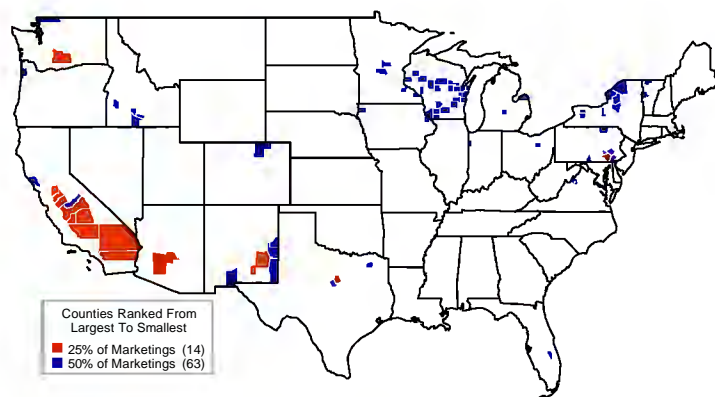 Counties Ranked From
Largest To Smallest
25% of Marketings (14)
50% of Marketings (63)